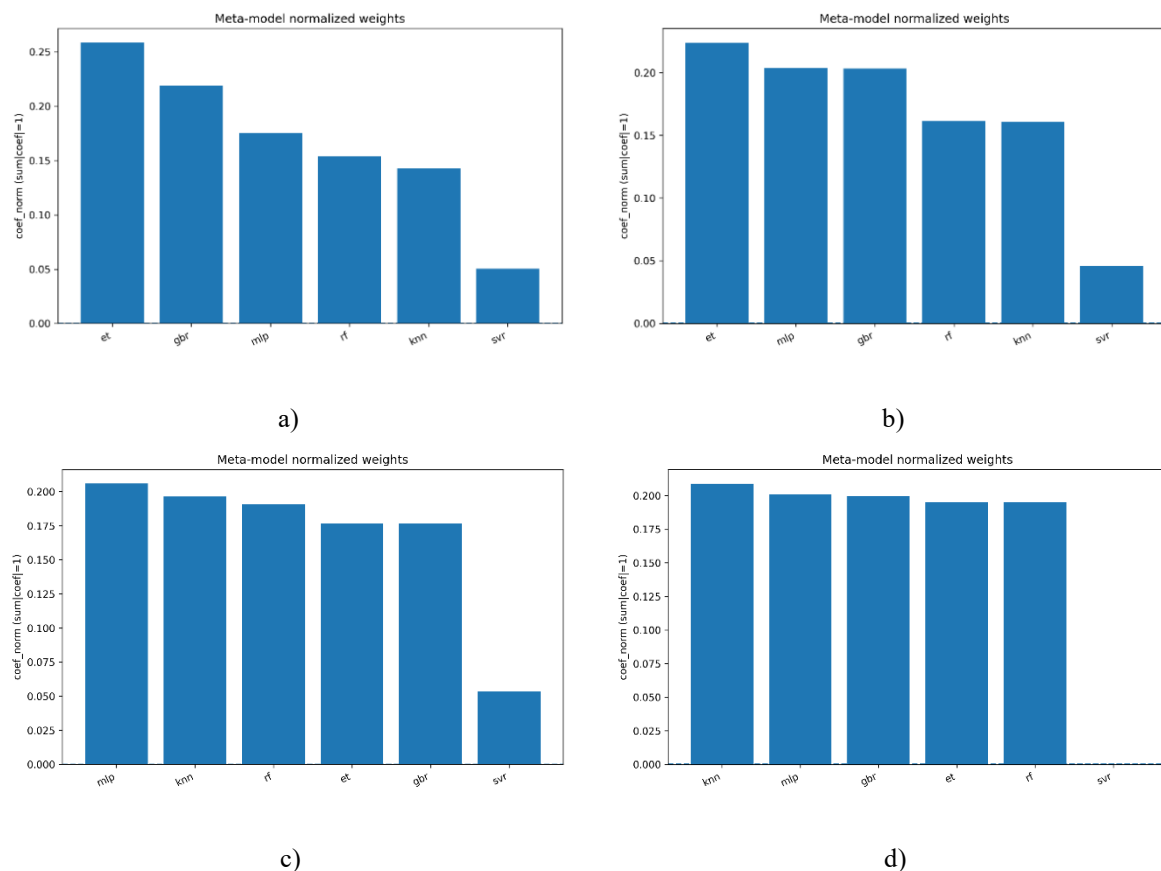 Meta-model normalized weights
coef_norm (sum|coef|=1)
0.25
0.20
0.15
0.10
0.05
0.00
et gbr mlp rf knn svr
a)
Meta-model normalized weights
coef_norm (sum|coef|=1)
0.20
0.15
0.10
0.05
0.00
et mlp gbr rf knn svr
b)
Meta-model normalized weights
coef_norm (sum|coef|=1)
0.200
0.175
0.150
0.125
0.100
0.075
0.050
0.025
0.000
mlp knn rf et gbr svr
c)
Meta-model normalized weights
coef_norm (sum|coef|=1)
0.200
0.175
0.150
0.125
0.100
0.075
0.050
0.025
0.000
knn mlp gbr et rf svr
d)